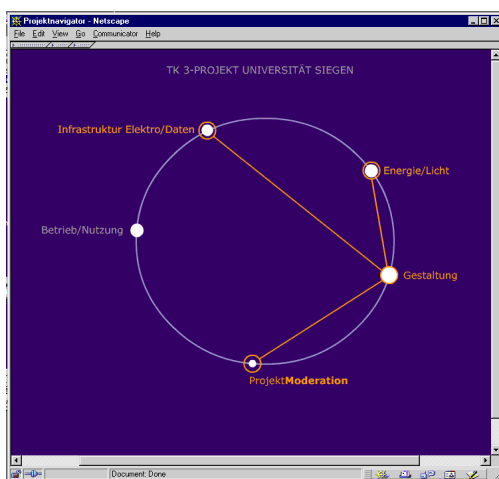 Projektnavigator - Netscape
File Edit View Go Communicator Help
TK 3-PROJEKT UNIVERSITÄT SIEGEN
Infrastruktur Elektro/Daten
Energie/Licht
Betrieb/Nutzung
Gestaltung
ProjektModeration
Document: Done